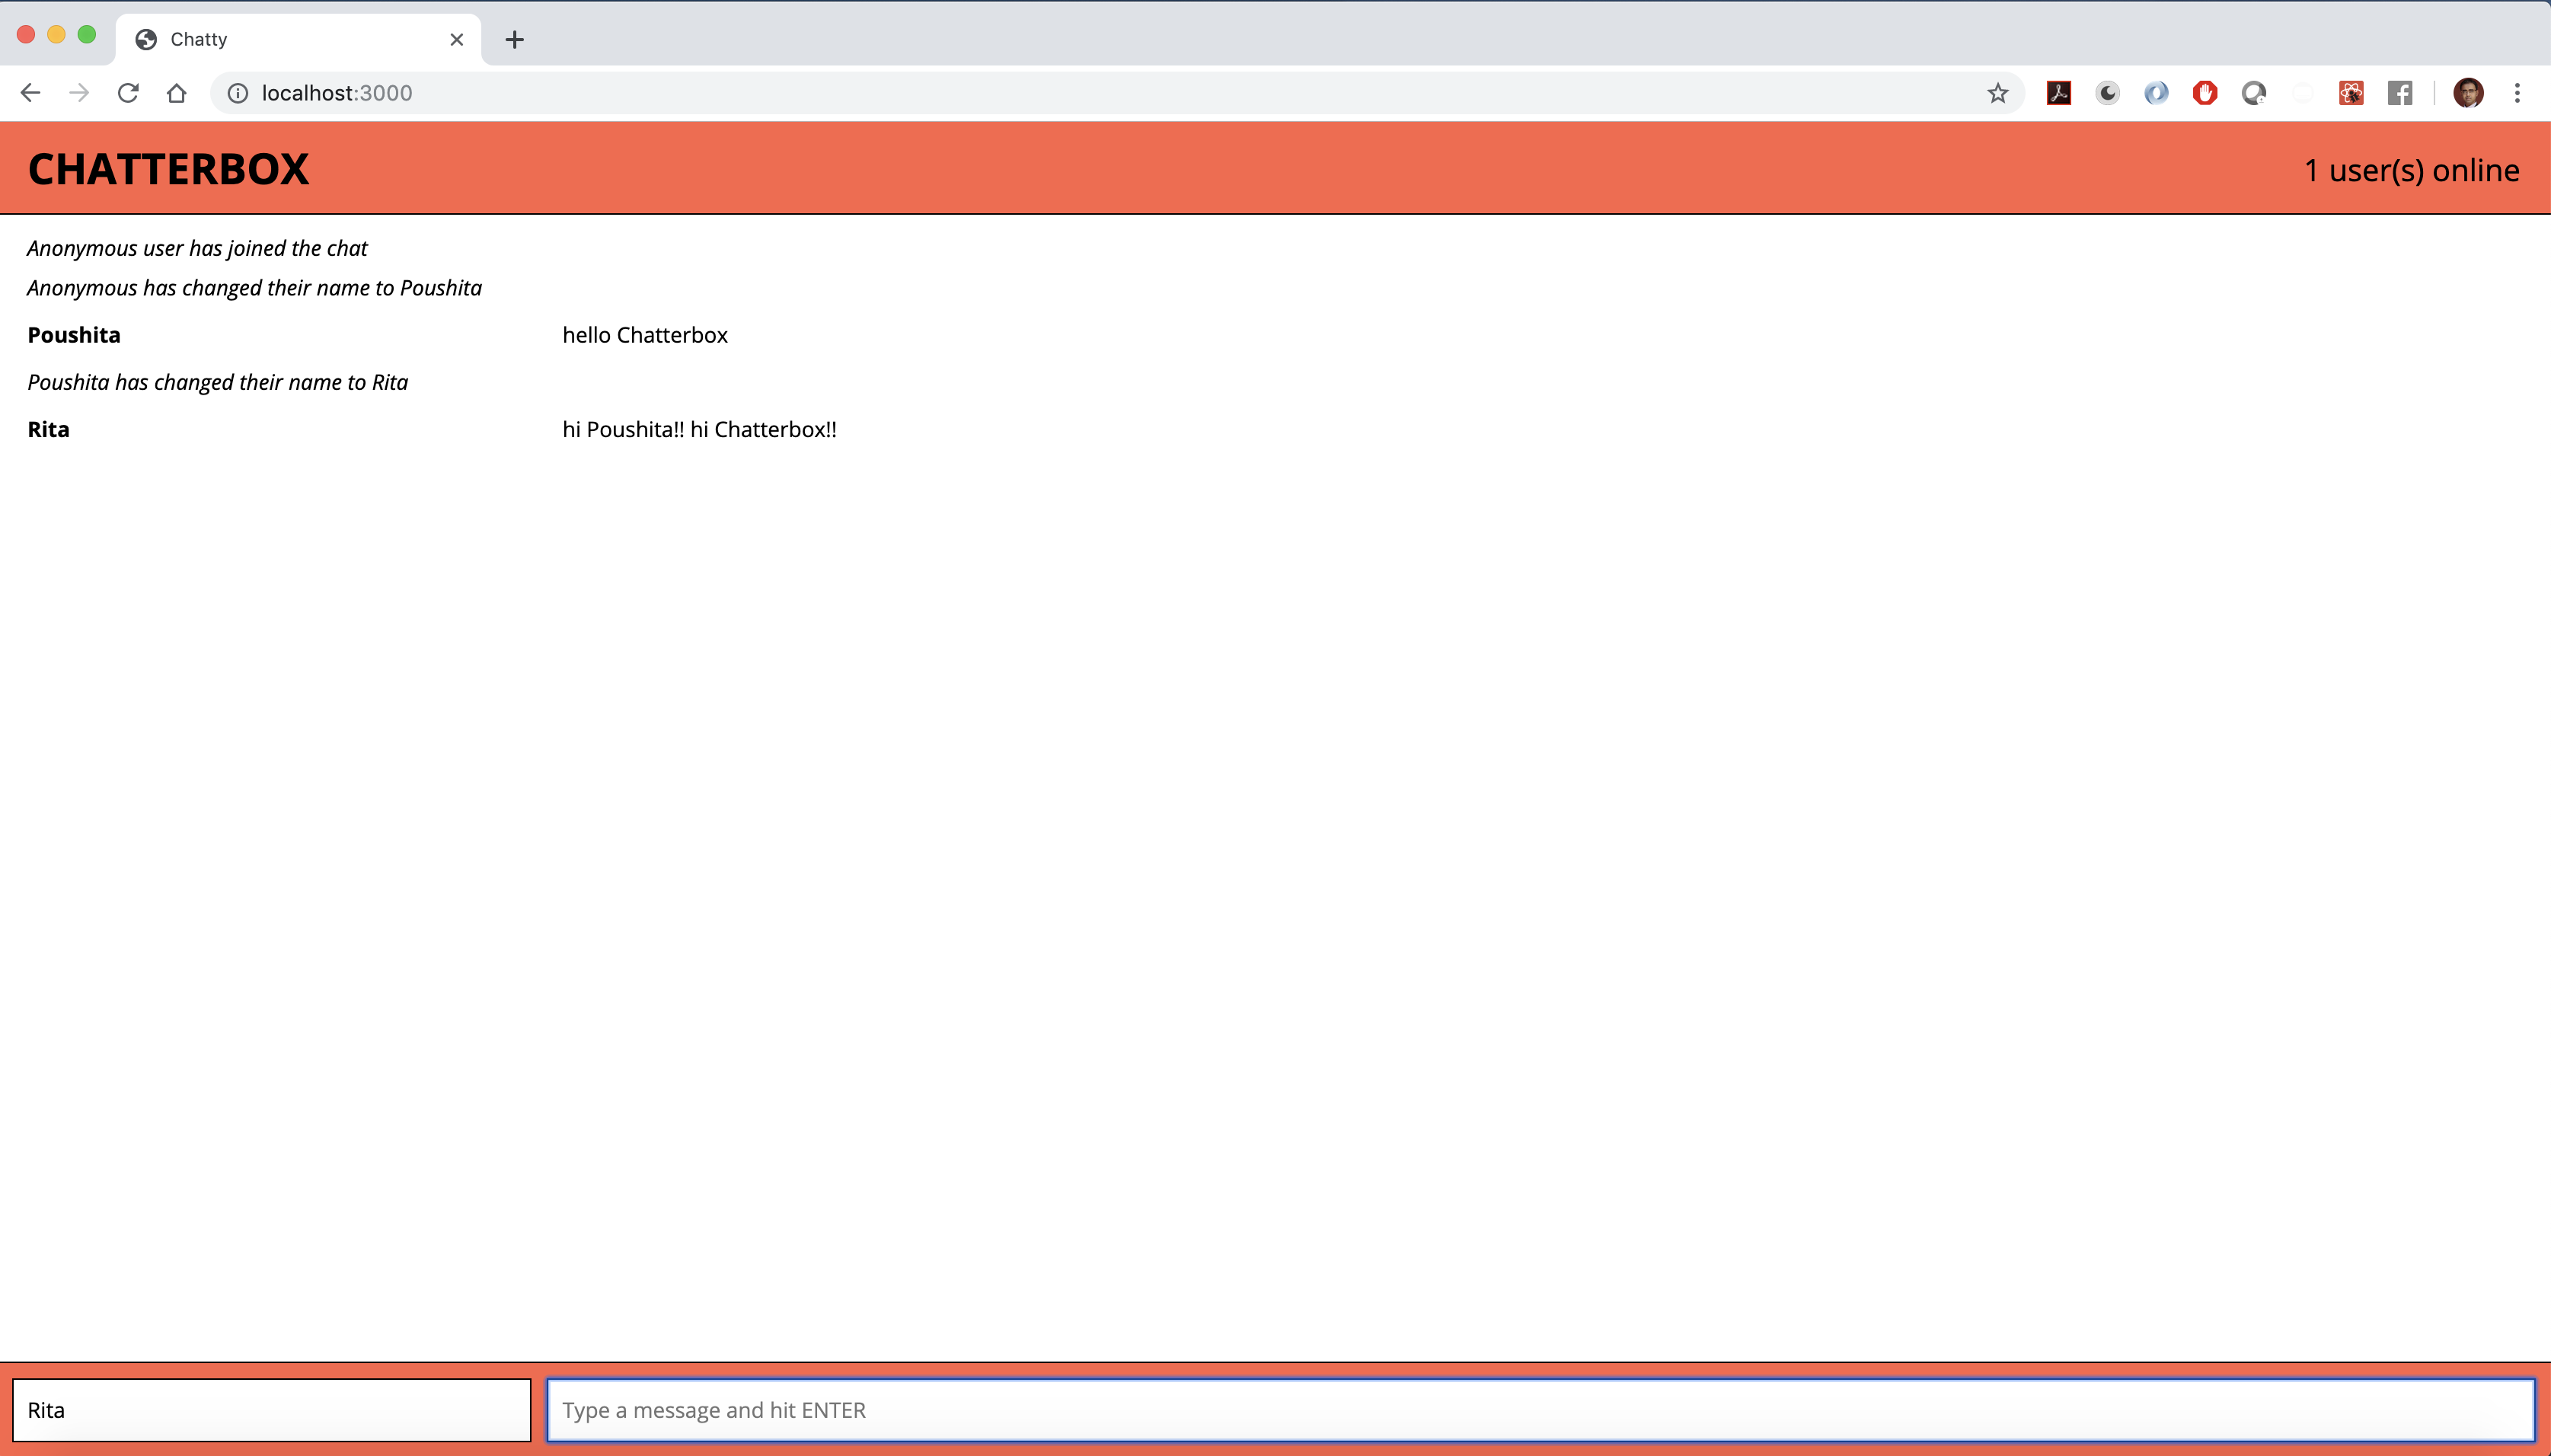 Chatty
localhost:3000
CHATTERBOX
1 user(s) online
Anonymous user has joined the chat
Anonymous has changed their name to Poushita
Poushita hello Chatterbox
Poushita has changed their name to Rita
Rita hi Poushita!! hi Chatterbox!!
Rita
Type a message and hit ENTER